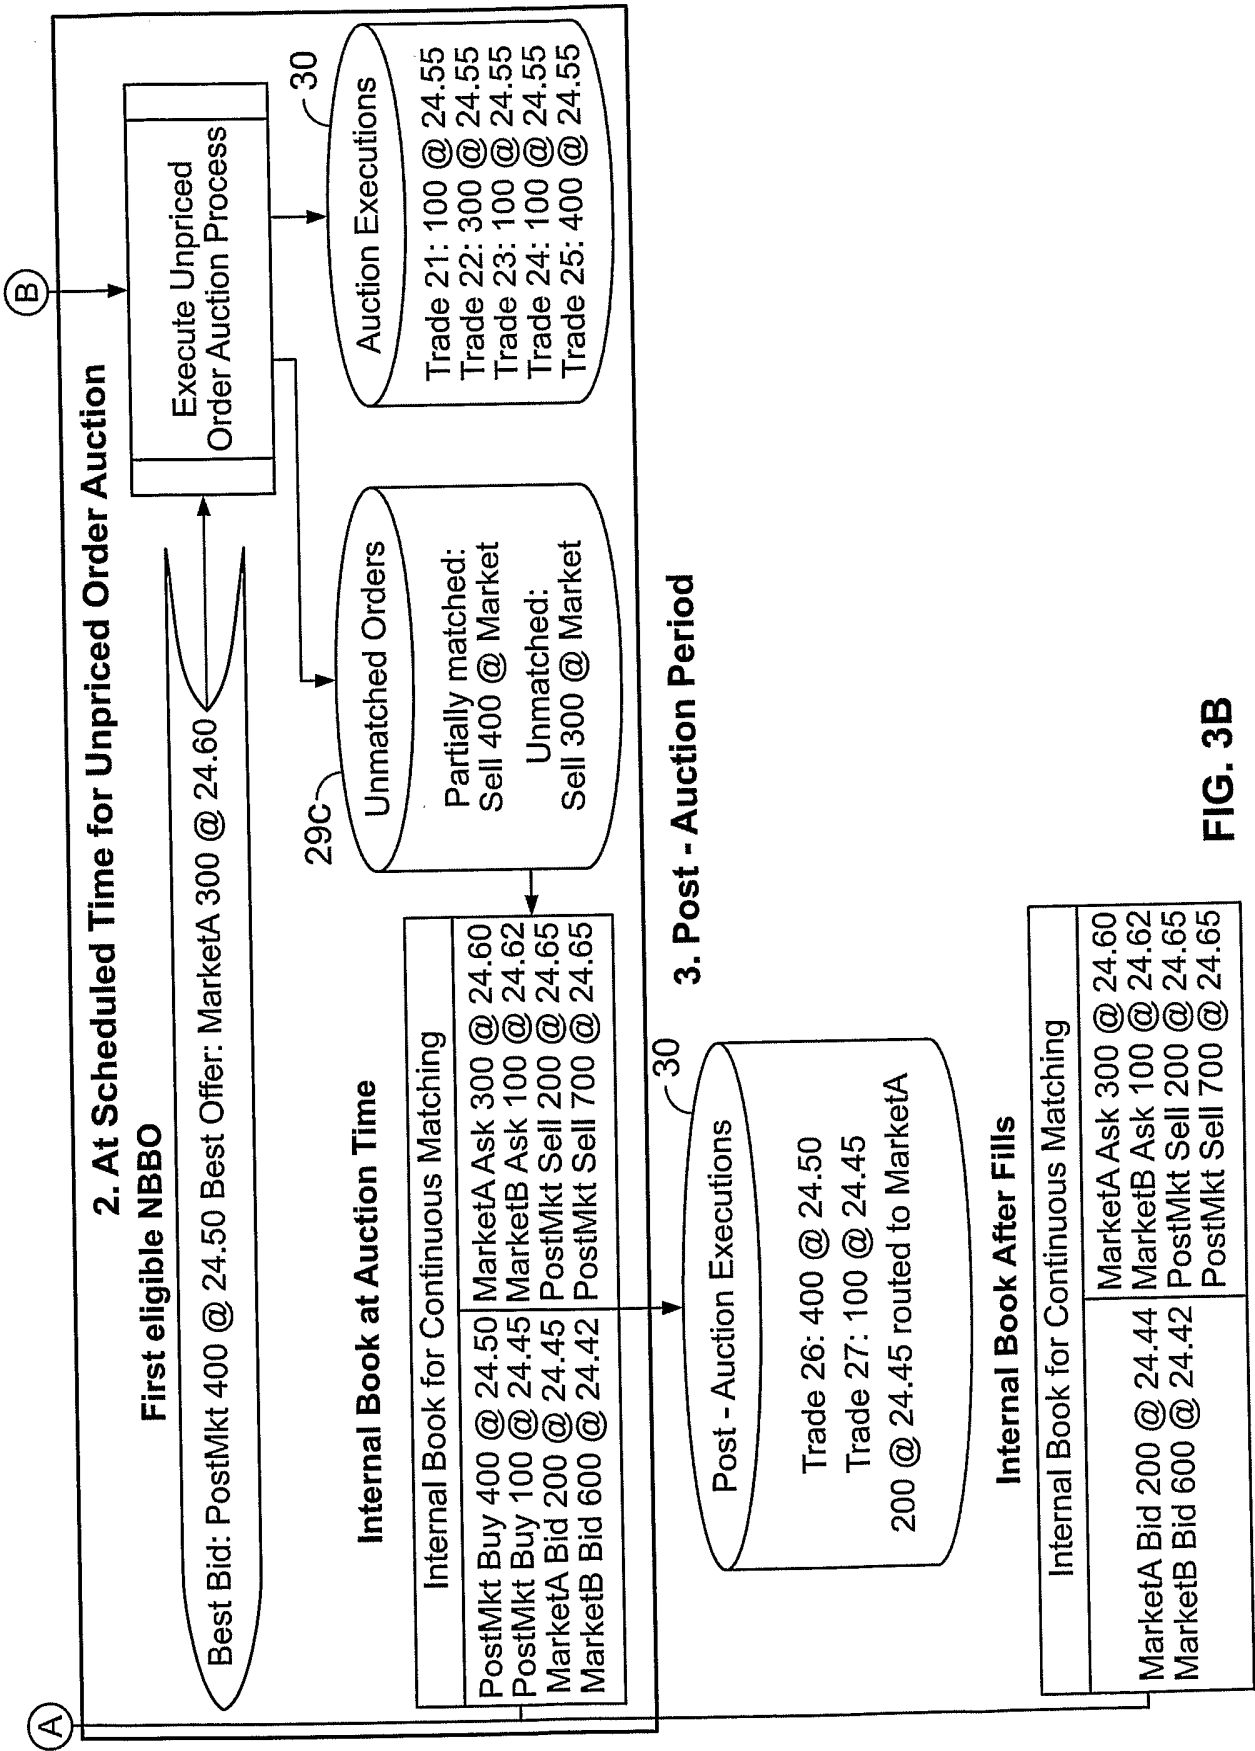 A
B
2. At Scheduled Time for Unpriced Order Auction
First eligible NBBO
Best Bid: PostMkt 400 @ 24.50 Best Offer: MarketA 300 @ 24.60
Execute Unpriced
Order Auction Process
Internal Book at Auction Time
Internal Book for Continuous Matching
PostMkt Buy 400 @ 24.50 MarketA Ask 300 @ 24.60
PostMkt Buy 100 @ 24.45 MarketB Ask 100 @ 24.62
MarketA Bid 200 @ 24.45 PostMkt Sell 200 @ 24.65
MarketB Bid 600 @ 24.42 PostMkt Sell 700 @ 24.65
29c
Unmatched Orders
Partially matched:
Sell 400 @ Market
Unmatched:
Sell 300 @ Market
30
Auction Executions
Trade 21: 100 @ 24.55
Trade 22: 300 @ 24.55
Trade 23: 100 @ 24.55
Trade 24: 100 @ 24.55
Trade 25: 400 @ 24.55
3. Post - Auction Period
30
Post - Auction Executions
Trade 26: 400 @ 24.50
Trade 27: 100 @ 24.45
200 @ 24.45 routed to MarketA
Internal Book After Fills
Internal Book for Continuous Matching
MarketA Bid 200 @ 24.44 MarketA Ask 300 @ 24.60
MarketB Bid 600 @ 24.42 MarketB Ask 100 @ 24.62
PostMkt Sell 200 @ 24.65
PostMkt Sell 700 @ 24.65
FIG. 3B